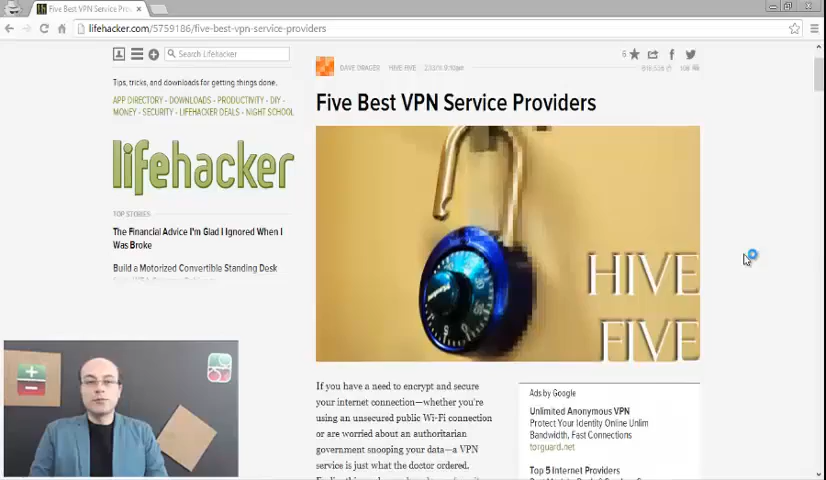 Five Best VPN Service Prov
lifehacker.com/5759186/five-best-vpn-service-providers
Search Lifehacker
6
DAVE DRAGER
HIVE FIVE
Tips, tricks, and downloads for getting things done.
APP DIRECTORY - DOWNLOADS - PRODUCTIVITY - DIY -
MONEY - SECURITY - LIFEHACKER DEALS - NIGHT SCHOOL
Five Best VPN Service Providers
lifehacker
TOP STORIES
The Financial Advice I'm Glad I Ignored When I
Was Broke
Build a Motorized Convertible Standing Desk
HIVE
FIVE
If you have a need to encrypt and secure
your internet connection—whether you're
using an unsecured public Wi-Fi connection
or are worried about an authoritarian
government snooping your data—a VPN
service is just what the doctor ordered.
Ads by Google
Unlimited Anonymous VPN
Protect Your Identity Online Unlim
Bandwidth, Fast Connections
torguard.net
Top 5 Internet Providers